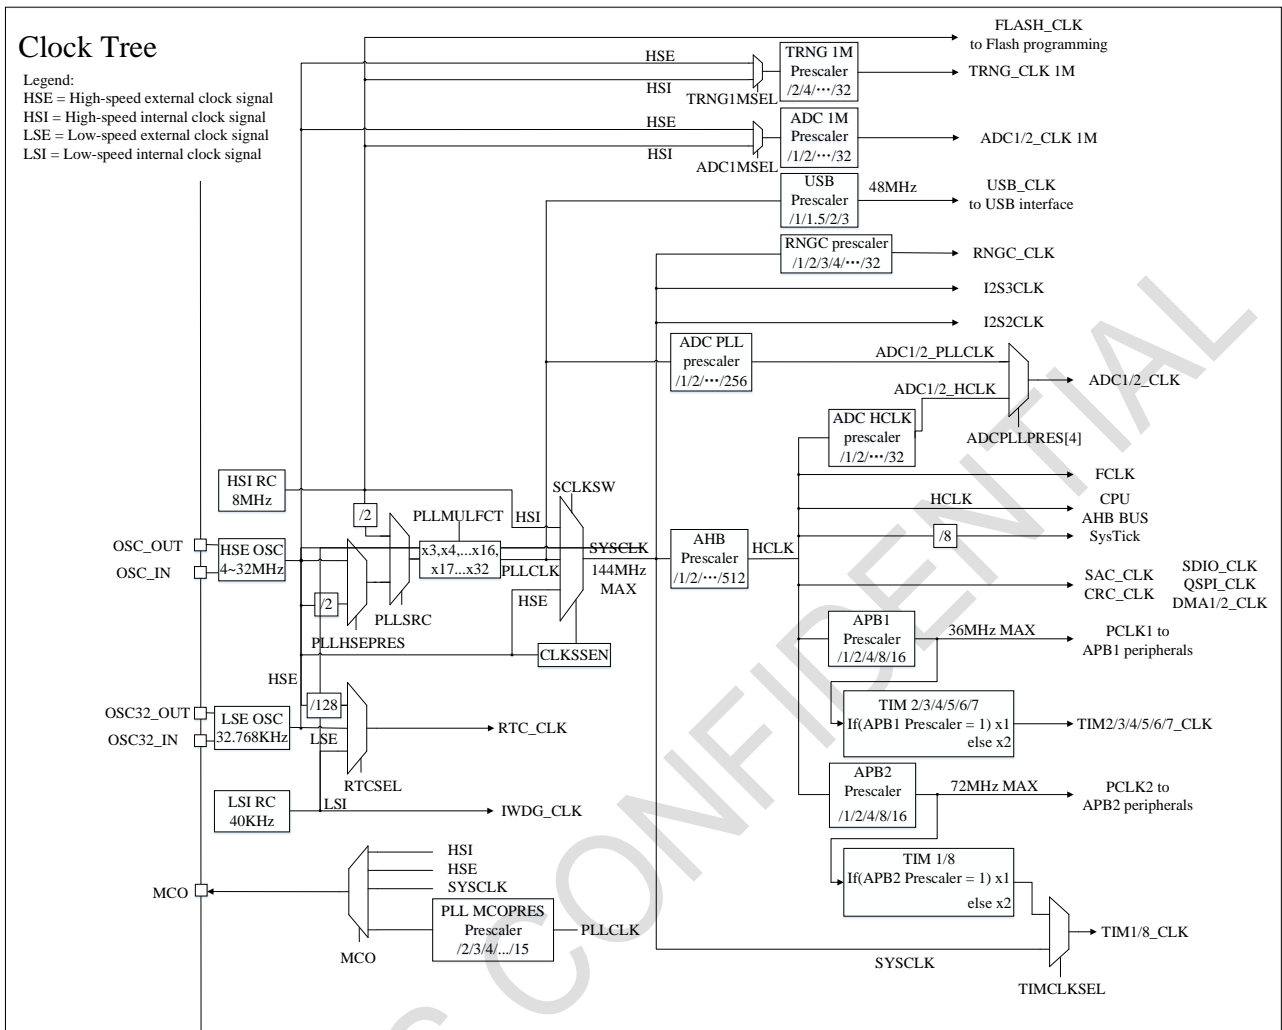 Clock Tree
Legend:
HSE = High-speed external clock signal
HSI = High-speed internal clock signal
LSE = Low-speed external clock signal
LSI = Low-speed internal clock signal
FLASH_CLK
to Flash programming
HSE
HSI
TRNG1MSEL
TRNG 1M
Prescaler
/2/4/···/32
TRNG_CLK 1M
HSE
HSI
ADC1MSEL
ADC 1M
Prescaler
/1/2/···/32
ADC1/2_CLK 1M
USB
Prescaler
/1/1.5/2/3
48MHz
USB_CLK
to USB interface
RNGC prescaler
/1/2/3/4/···/32
RNGC_CLK
I2S3CLK
I2S2CLK
ADC PLL
prescaler
/1/2/···/256
ADC1/2_PLLCLK
ADC1/2_HCLK
ADC1/2_CLK
ADCPLLPRES[4]
ADC HCLK
prescaler
/1/2/···/32
HSI RC
8MHz
/2
PLLMULFCT
HSI
SCLKSW
FCLK
HCLK
CPU
AHB BUS
/8
SysTick
OSC_OUT
OSC_IN
HSE OSC
4~32MHz
x3,x4,...x16,
x17...x32
PLLCLK
SYSCLK
144MHz
MAX
AHB
Prescaler
/1/2/···/512
HCLK
/2
PLLHSEPRES
PLLSRC
HSE
CLKSSEN
SAC_CLK
CRC_CLK
SDIO_CLK
QSPI_CLK
DMA1/2_CLK
APB1
Prescaler
/1/2/4/8/16
36MHz MAX
PCLK1 to
APB1 peripherals
HSE
/128
OSC32_OUT
OSC32_IN
LSE OSC
32.768KHz
LSE
RTC_CLK
RTCSEL
TIM 2/3/4/5/6/7
If(APB1 Prescaler = 1) x1
else x2
TIM2/3/4/5/6/7_CLK
LSI RC
40KHz
LSI
IWDG_CLK
APB2
Prescaler
/1/2/4/8/16
72MHz MAX
PCLK2 to
APB2 peripherals
HSI
HSE
SYSCLK
MCO
PLL MCOPRES
Prescaler
/2/3/4/.../15
PLLCLK
MCO
TIM 1/8
If(APB2 Prescaler = 1) x1
else x2
TIM1/8_CLK
SYSCLK
TIMCLKSEL
CONFIDENTIAL